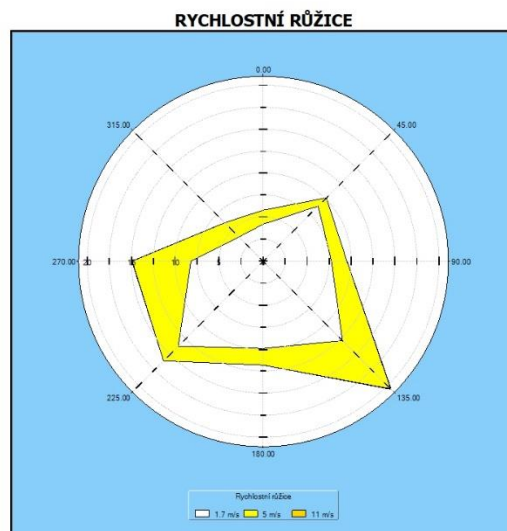 RYCHLOSTNÍ RŮŽICE
0.00
315.00
45.00
270.00 20 15 10 5 90.00
225.00
135.00
180.00
Rychlostní růžice
1.7 m/s 5 m/s 11 m/s